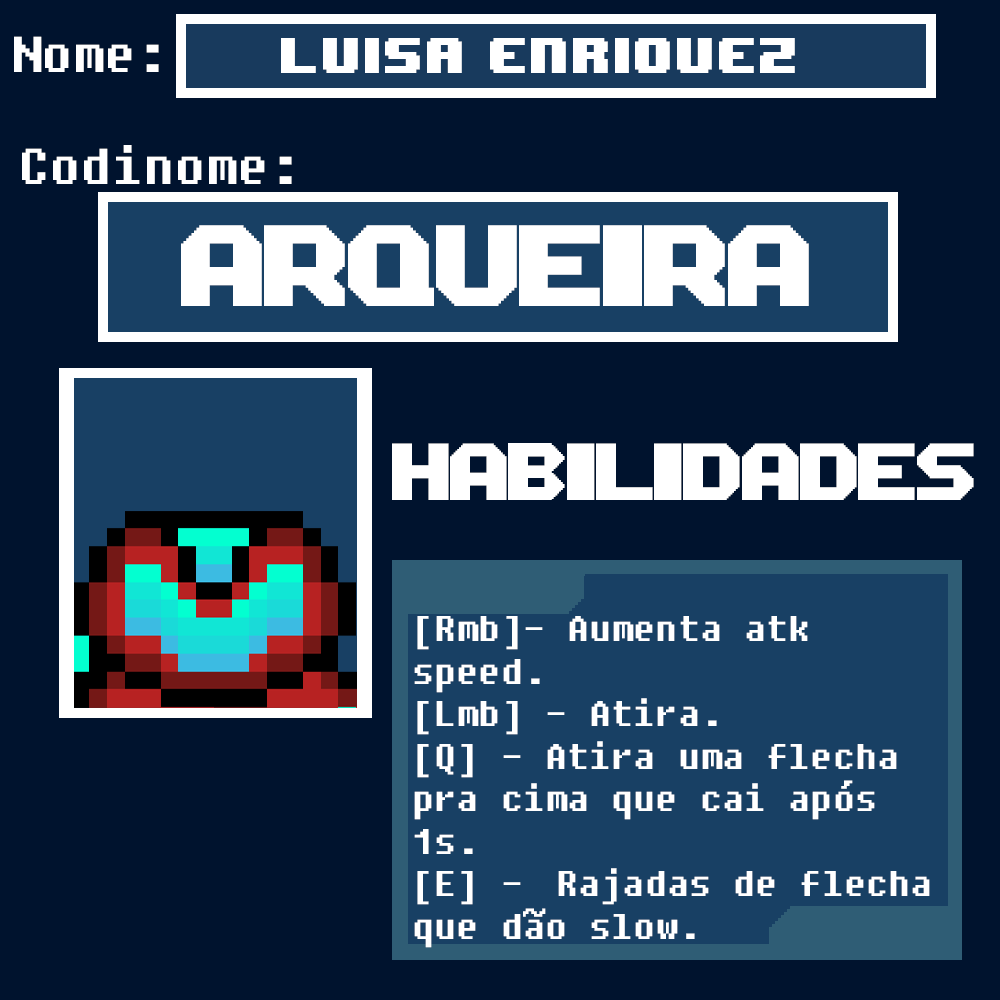 Nome:
LUISA ENRIQUEZ
Codinome:
ARQUEIRA
HABILIDADES
[Rmb]- Aumenta atk
speed.
[Lmb] - Atira.
[Q] - Atira uma flecha
pra cima que cai após
1s.
[E] - Rajadas de flecha
que dão slow.